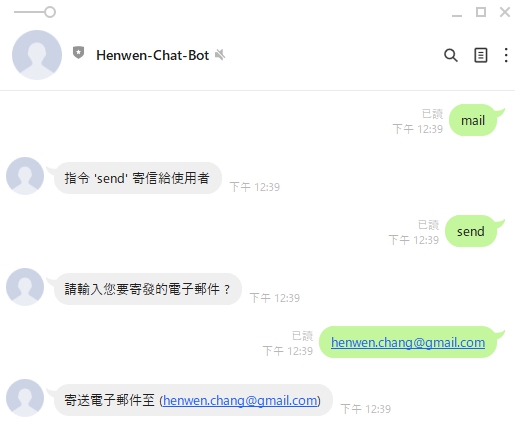 Henwen-Chat-Bot
已讀
下午 12:39
mail
指令 'send' 寄信給使用者
下午 12:39
已讀
下午 12:39
send
請輸入您要寄發的電子郵件？
下午 12:39
已讀
下午 12:39
henwen.chang@gmail.com
寄送電子郵件至 (henwen.chang@gmail.com)
下午 12:39